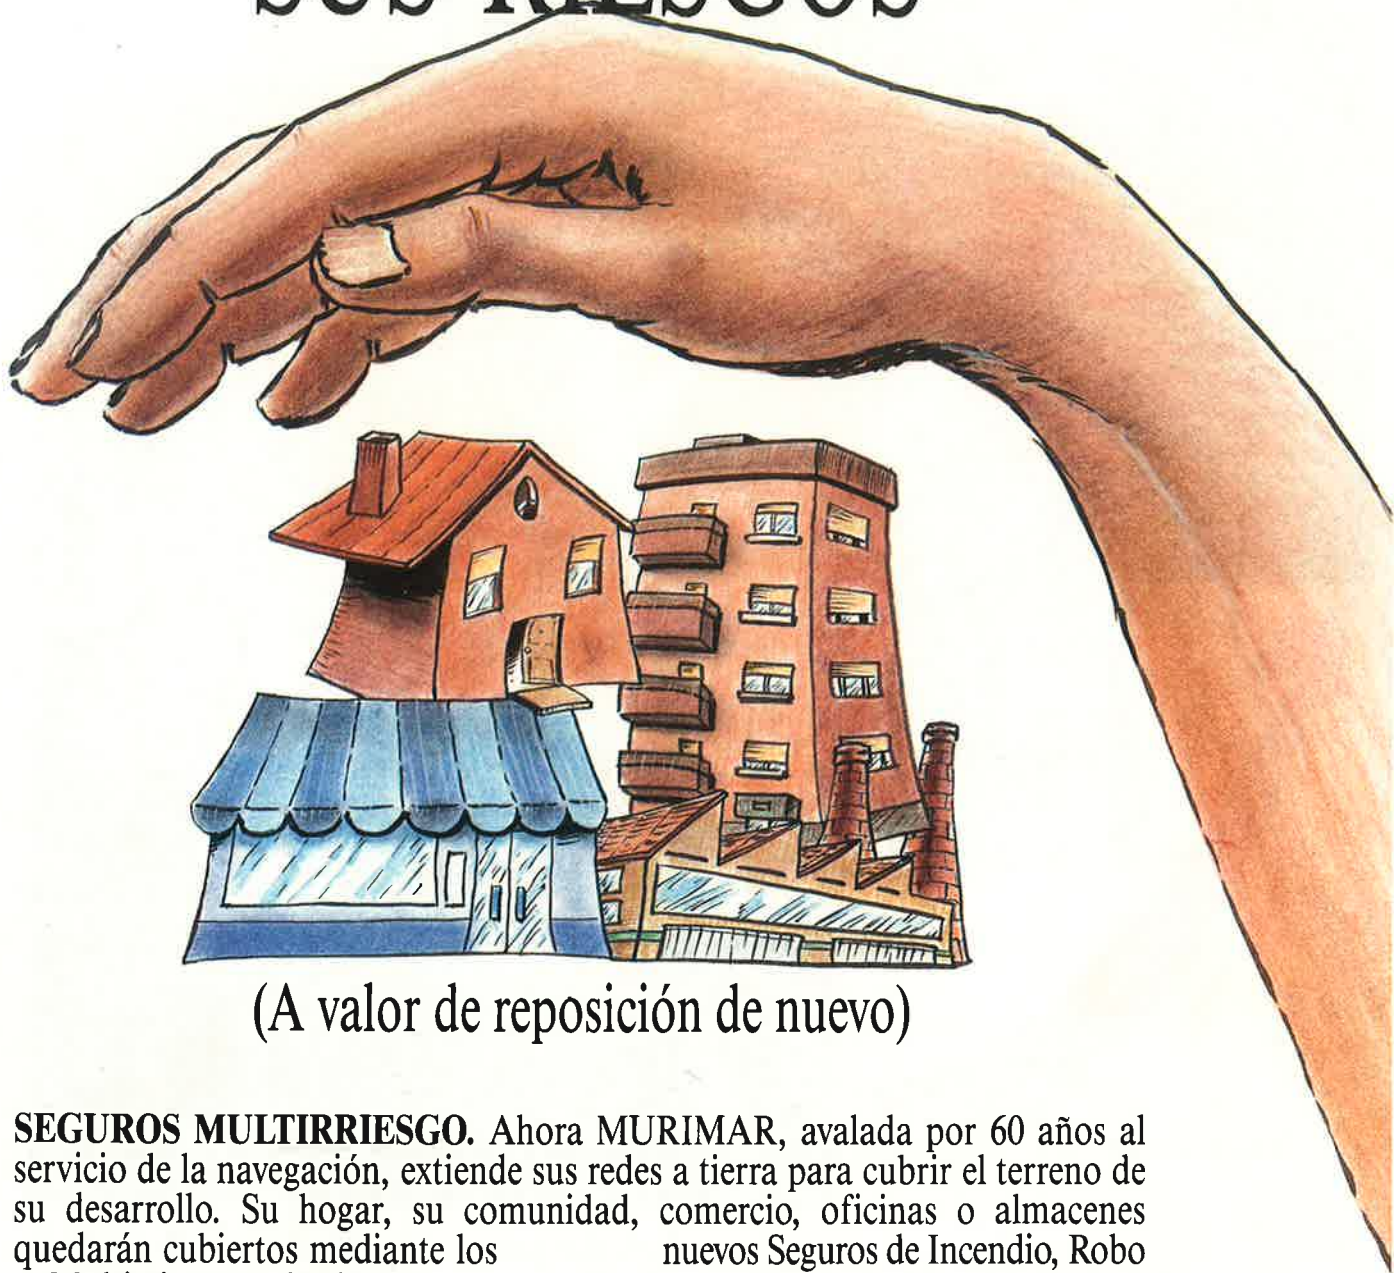 SUS RIESGOS
(A valor de reposición de nuevo)
SEGUROS MULTIRRIESGO. Ahora MURIMAR, avalada por 60 años al
servicio de la navegación, extiende sus redes a tierra para cubrir el terreno de
su desarrollo. Su hogar, su comunidad, comercio, oficinas o almacenes
quedarán cubiertos mediante los nuevos Seguros de Incendio, Robo